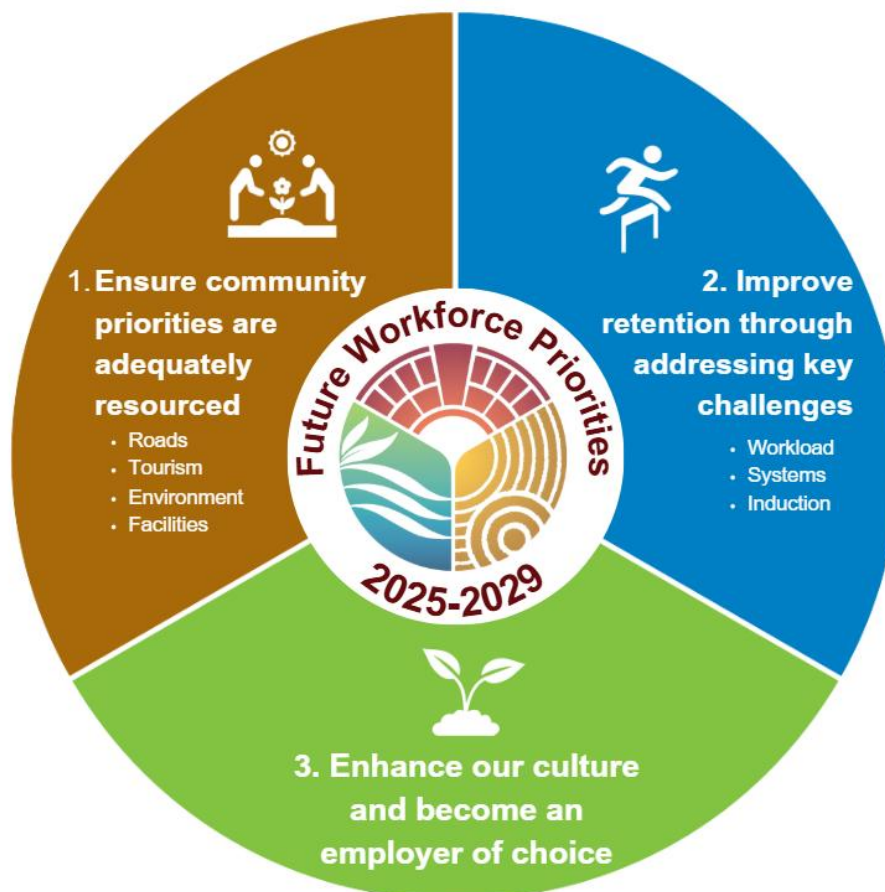 1. Ensure community
priorities are
adequately
resourced
• Roads
• Tourism
• Environment
• Facilities
2. Improve
retention through
addressing key
challenges
• Workload
• Systems
• Induction
Future Workforce Priorities
2025-2029
3. Enhance our culture
and become an
employer of choice